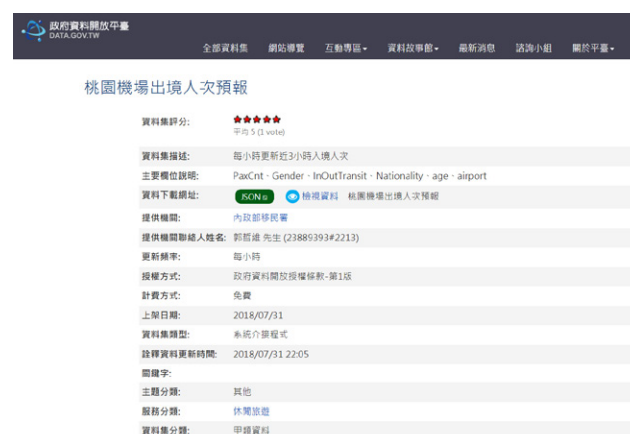 政府資料開放平臺
DATA.GOV.TW
全部資料集 網站導覽 互動專區 資料故事館 最新消息 諮詢小組 關於平臺
桃園機場出境人次預報
資料集評分:
平均 5 (1 vote)
資料集描述: 每小時更新近3小時入境人次
主要欄位說明: PaxCnt、Gender、InOutTransit、Nationality、age、airport
資料下載網址: JSON 檢視資料 桃園機場出境人次預報
提供機關: 內政部移民署
提供機關聯絡人姓名: 郭哲維 先生 (23889393#2213)
更新頻率: 每小時
授權方式: 政府資料開放授權條款-第1版
計費方式: 免費
上架日期: 2018/07/31
資料集類型: 系統介接程式
詮釋資料更新時間: 2018/07/31 22:05
關鍵字:
主題分類: 其他
服務分類: 休閒旅遊
資料集分類: 甲類資料